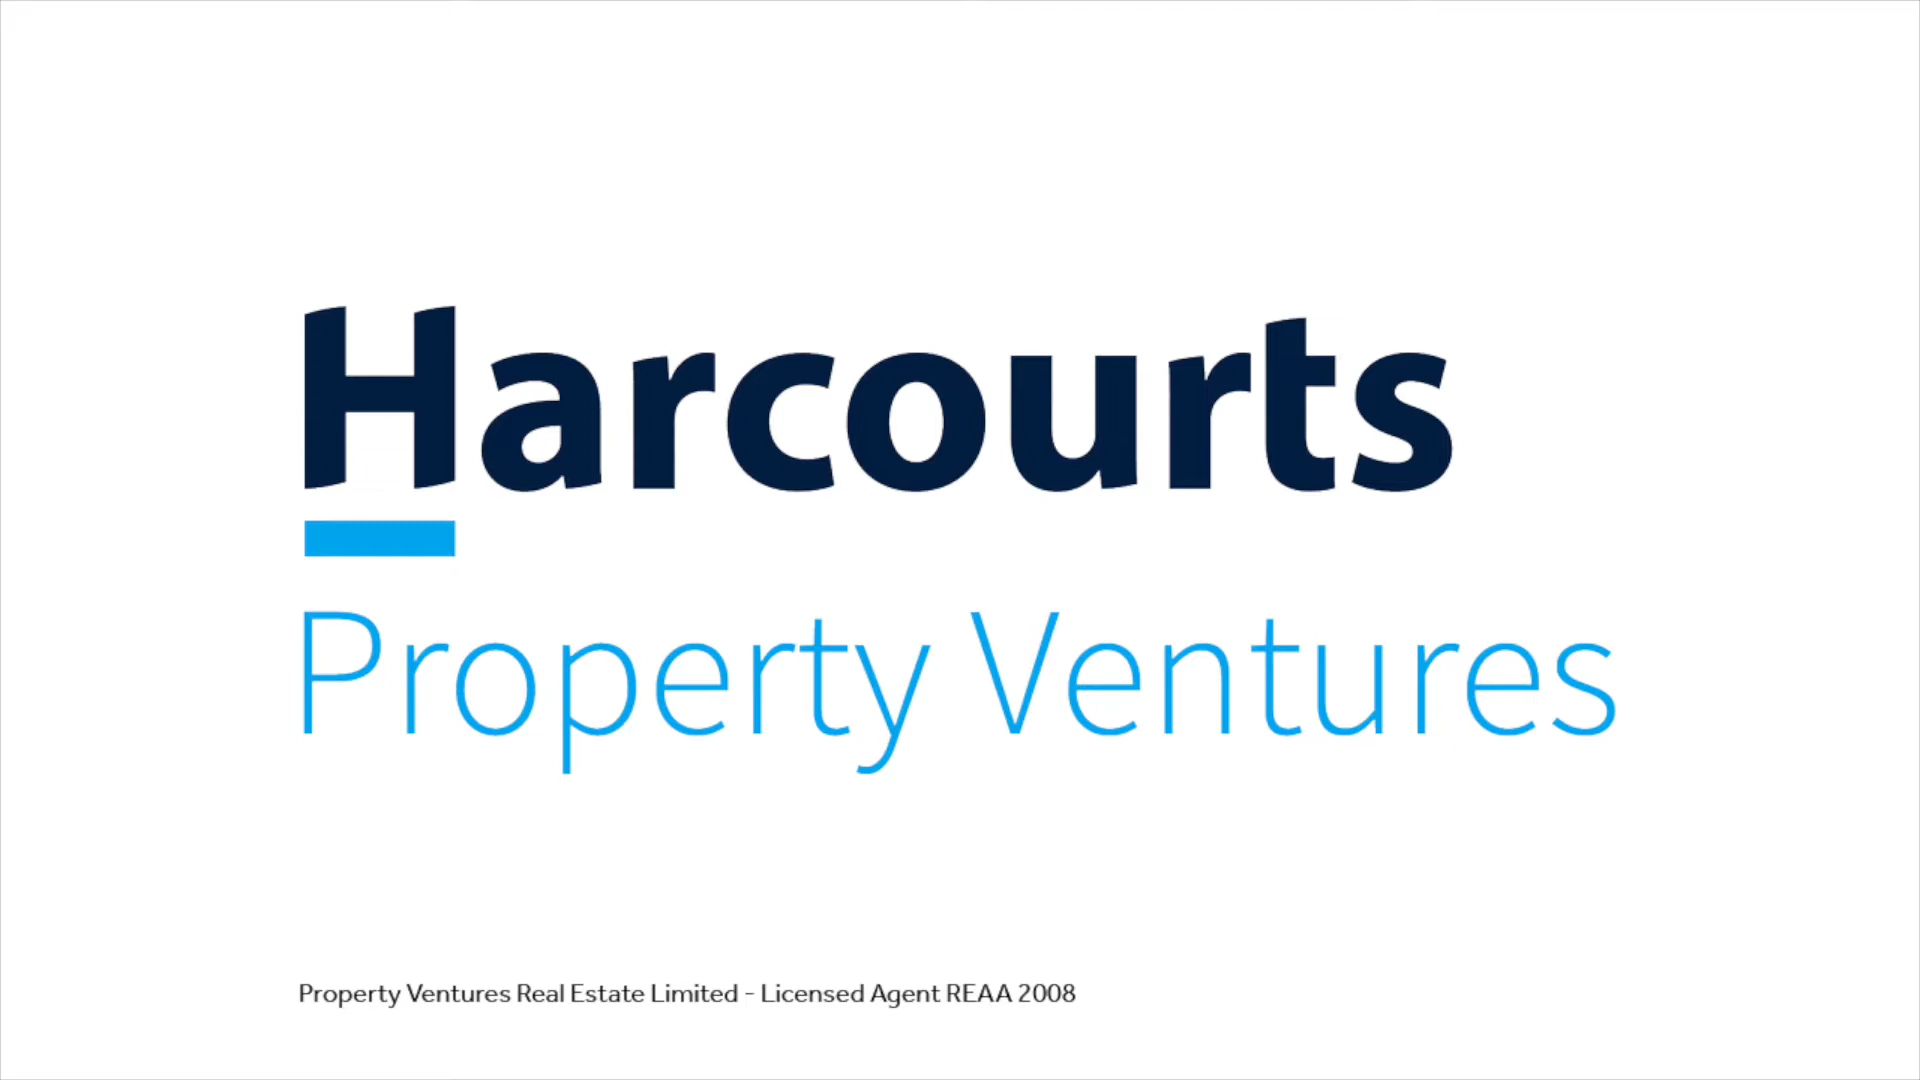 Harcourts
Property Ventures
Property Ventures Real Estate Limited - Licensed Agent REAA 2008